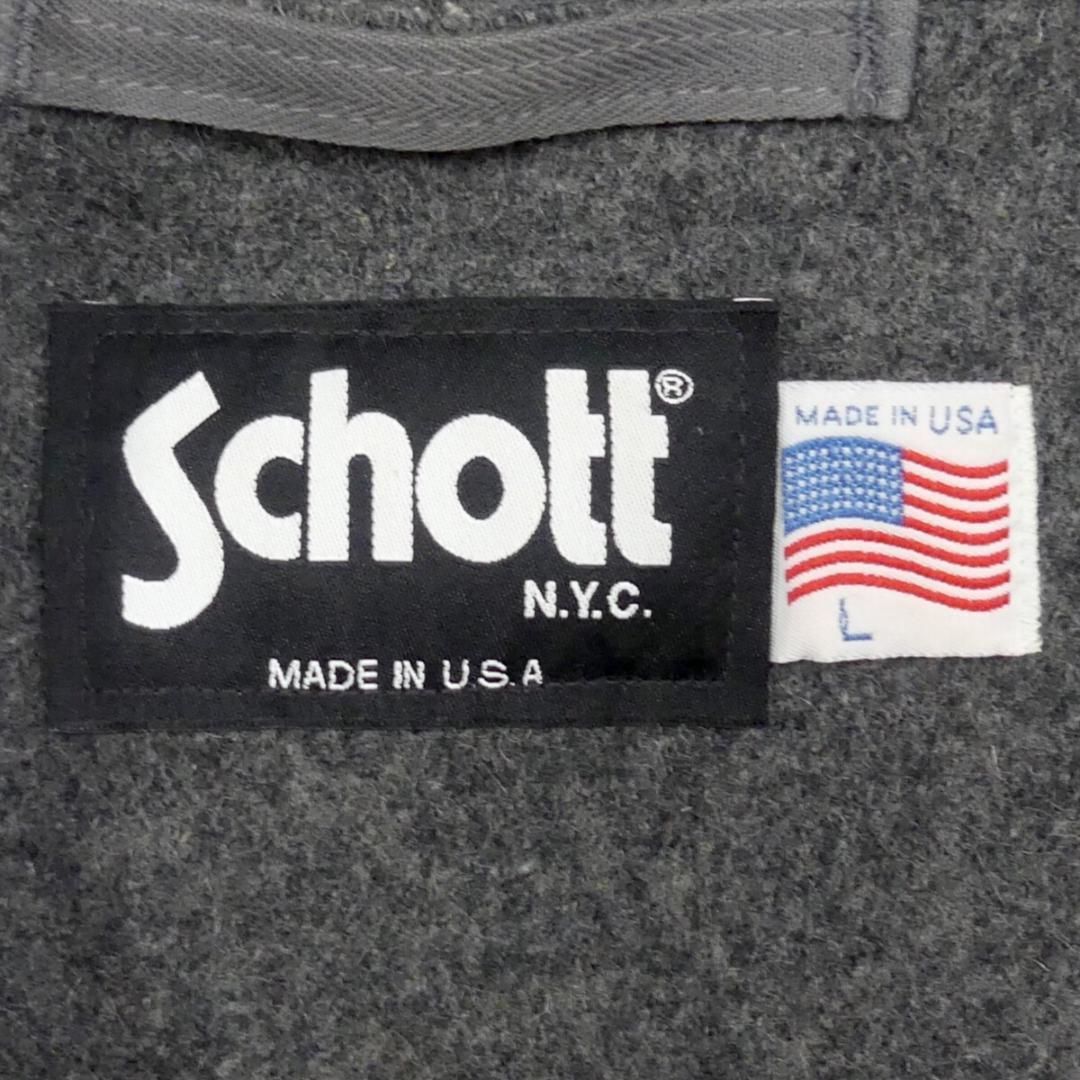 Schott®
N.Y.C.
MADE IN U.S.A
MADE IN USA
L